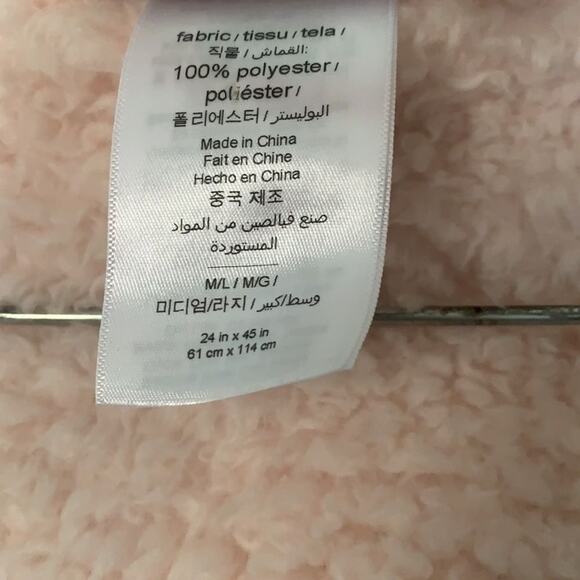 fabric / tissu / tela /
직물 / القماش:
100% polyester /
poliéster /
폴리에스터 / البوليستر
Made in China
Fait en Chine
Hecho en China
중국 제조
صنع فيالصين من المواد
المستوردة
M/L / M/G /
미디엄/라지 / وسط/كبير
24 in x 45 in
61 cm x 114 cm